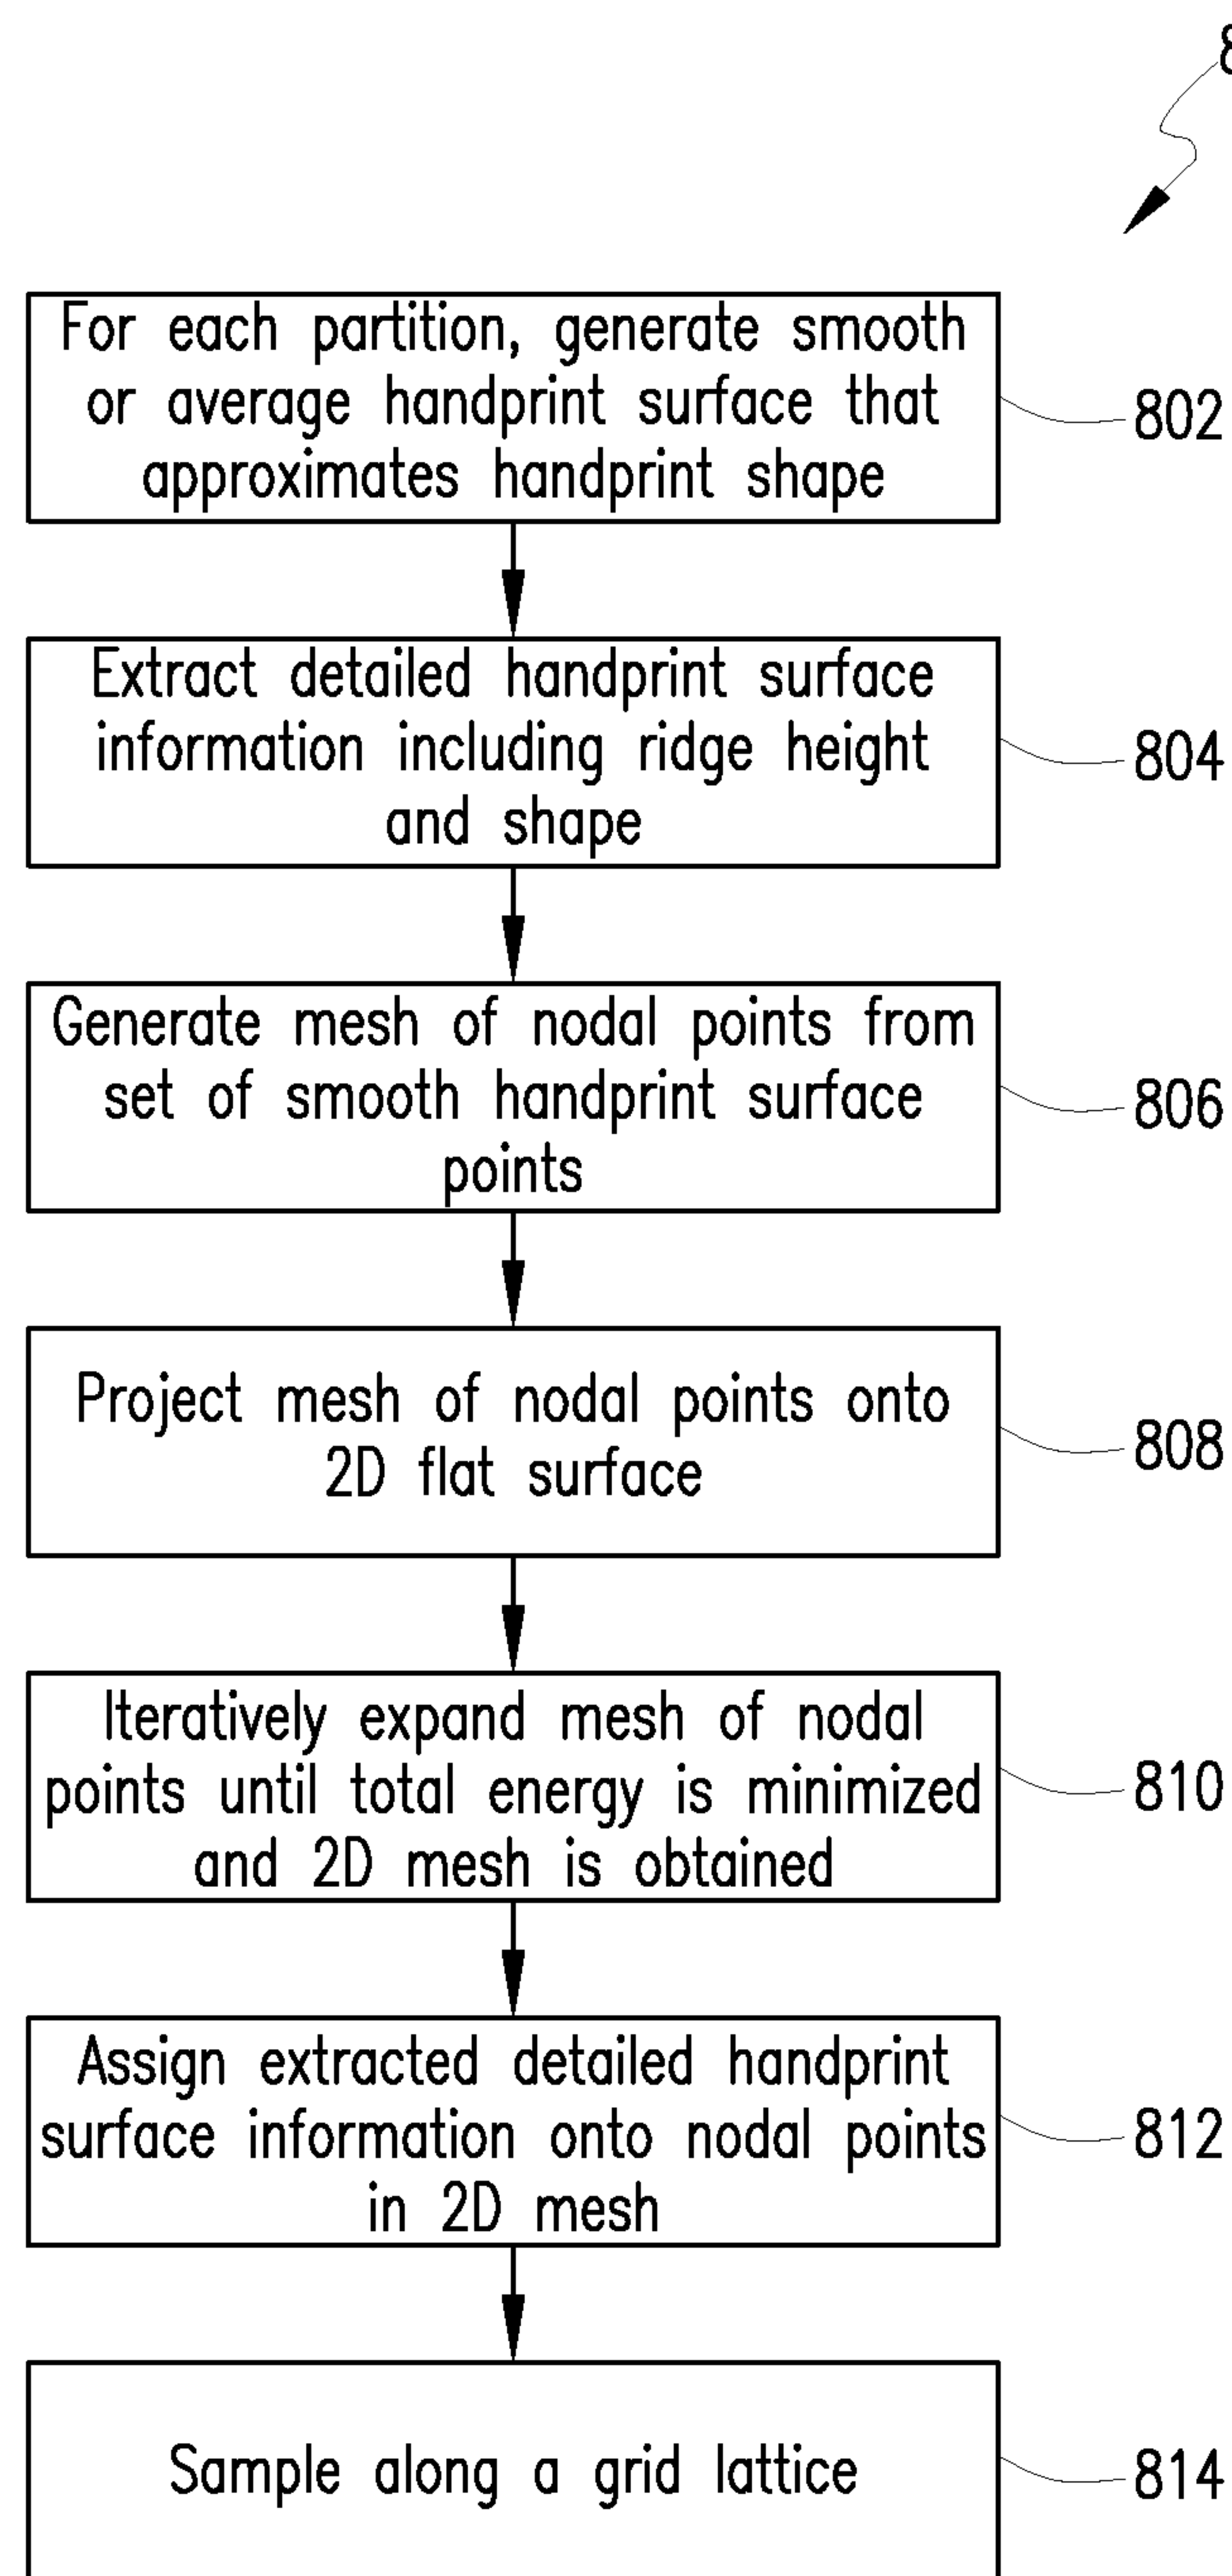 For each partition, generate smooth
or average handprint surface that
approximates handprint shape
802
Extract detailed handprint surface
information including ridge height
and shape
804
Generate mesh of nodal points from
set of smooth handprint surface
points
806
Project mesh of nodal points onto
2D flat surface
808
Iteratively expand mesh of nodal
points until total energy is minimized
and 2D mesh is obtained
810
Assign extracted detailed handprint
surface information onto nodal points
in 2D mesh
812
Sample along a grid lattice
814